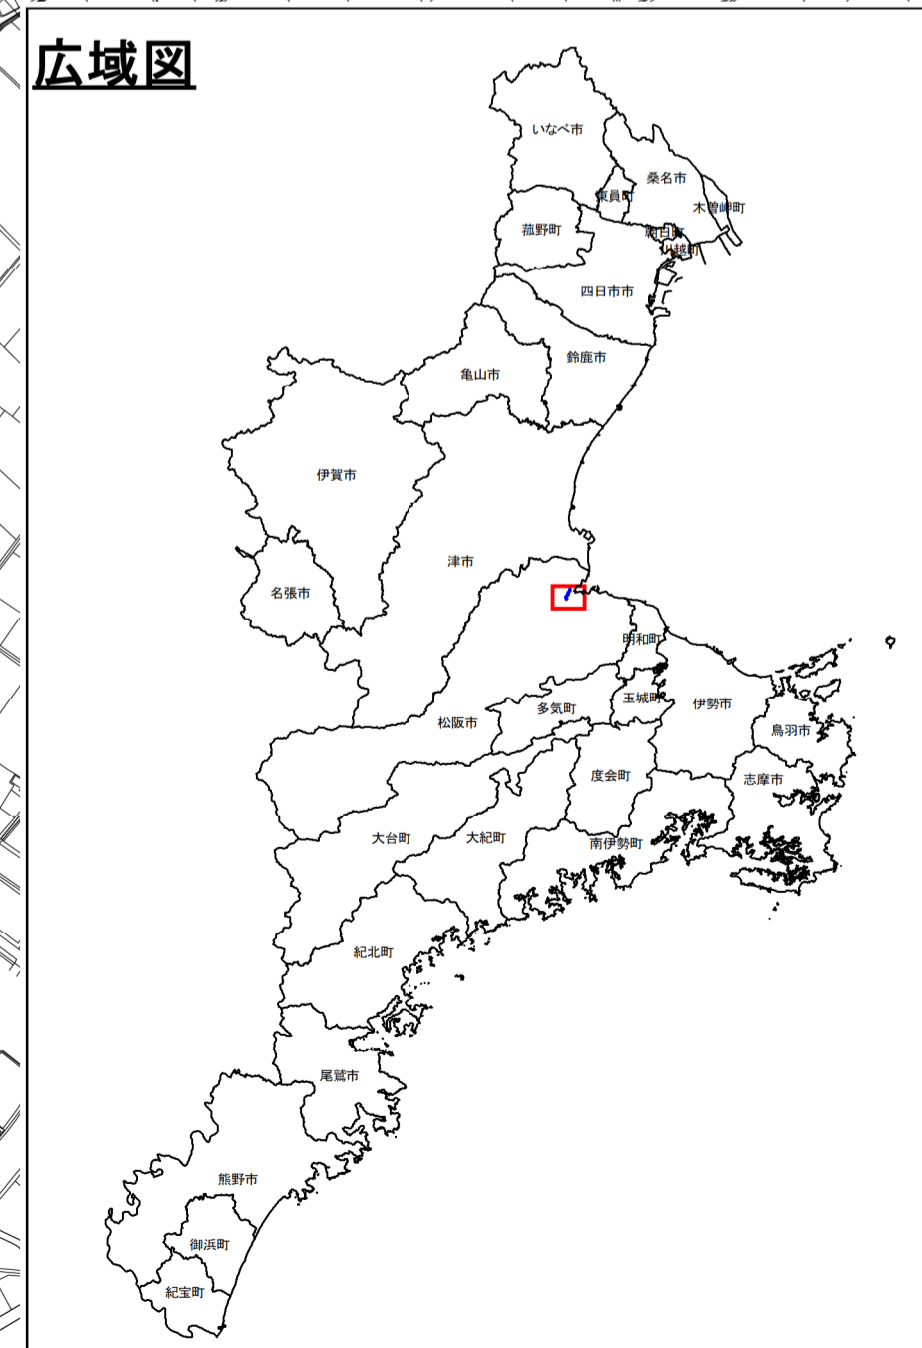 広域図
いなべ市
桑名市
東員町
木曽岬町
菰野町
朝日町
川越町
四日市市
鈴鹿市
亀山市
伊賀市
津市
名張市
明和町
玉城町
伊勢市
多気町
松阪市
鳥羽市
度会町
志摩市
大台町
大紀町
南伊勢町
紀北町
尾鷲市
熊野市
御浜町
紀宝町